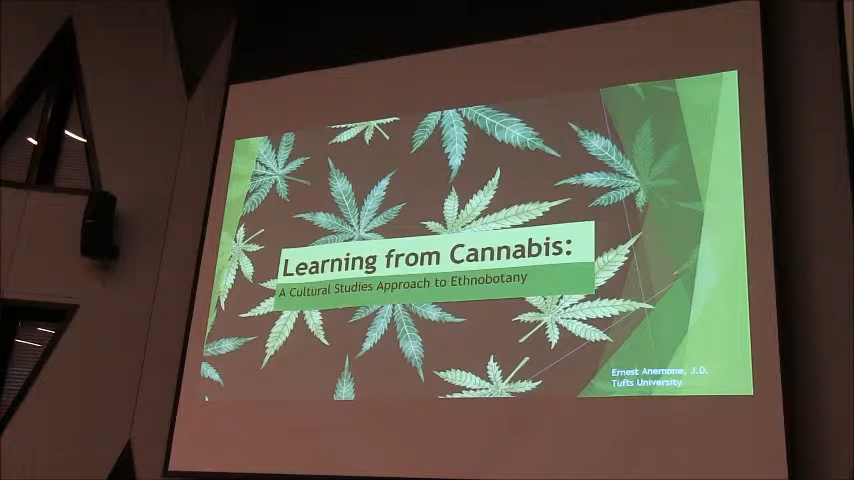 Learning from Cannabis:
A Cultural Studies Approach to Ethnobotany
Ernest Anemone, J.D.
Tufts University